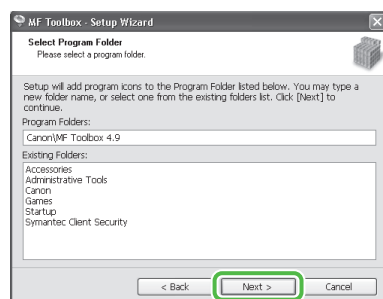 MF Toolbox - Setup Wizard
Select Program Folder
Please select a program folder.
Setup will add program icons to the Program Folder listed below. You may type a
new folder name, or select one from the existing folders list. Click [Next] to
continue.
Program Folders:
Canon\MF Toolbox 4.9
Existing Folders:
Accessories
Administrative Tools
Canon
Games
Startup
Symantec Client Security
< Back Next > Cancel